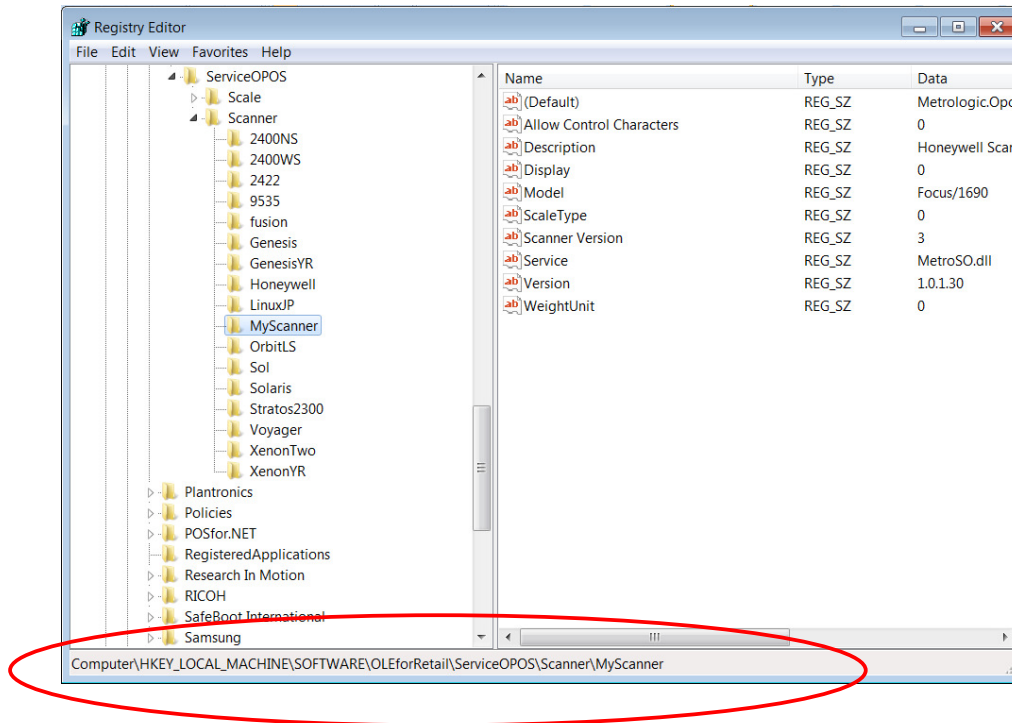 Registry Editor
File Edit View Favorites Help
ServiceOPOS
Scale
Scanner
2400NS
2400WS
2422
9535
fusion
Genesis
GenesisYR
Honeywell
LinuxJP
MyScanner
OrbitLS
Sol
Solaris
Stratos2300
Voyager
XenonTwo
XenonYR
Plantronics
Policies
POSfor.NET
RegisteredApplications
Research In Motion
RICOH
SafeBoot International
Samsung
Name Type Data
(Default) REG_SZ Metrologic.Opo
Allow Control Characters REG_SZ 0
Description REG_SZ Honeywell Scan
Display REG_SZ 0
Model REG_SZ Focus/1690
ScaleType REG_SZ 0
Scanner Version REG_SZ 3
Service REG_SZ MetroSO.dll
Version REG_SZ 1.0.1.30
WeightUnit REG_SZ 0
Computer\HKEY_LOCAL_MACHINE\SOFTWARE\OLEforRetail\ServiceOPOS\Scanner\MyScanner